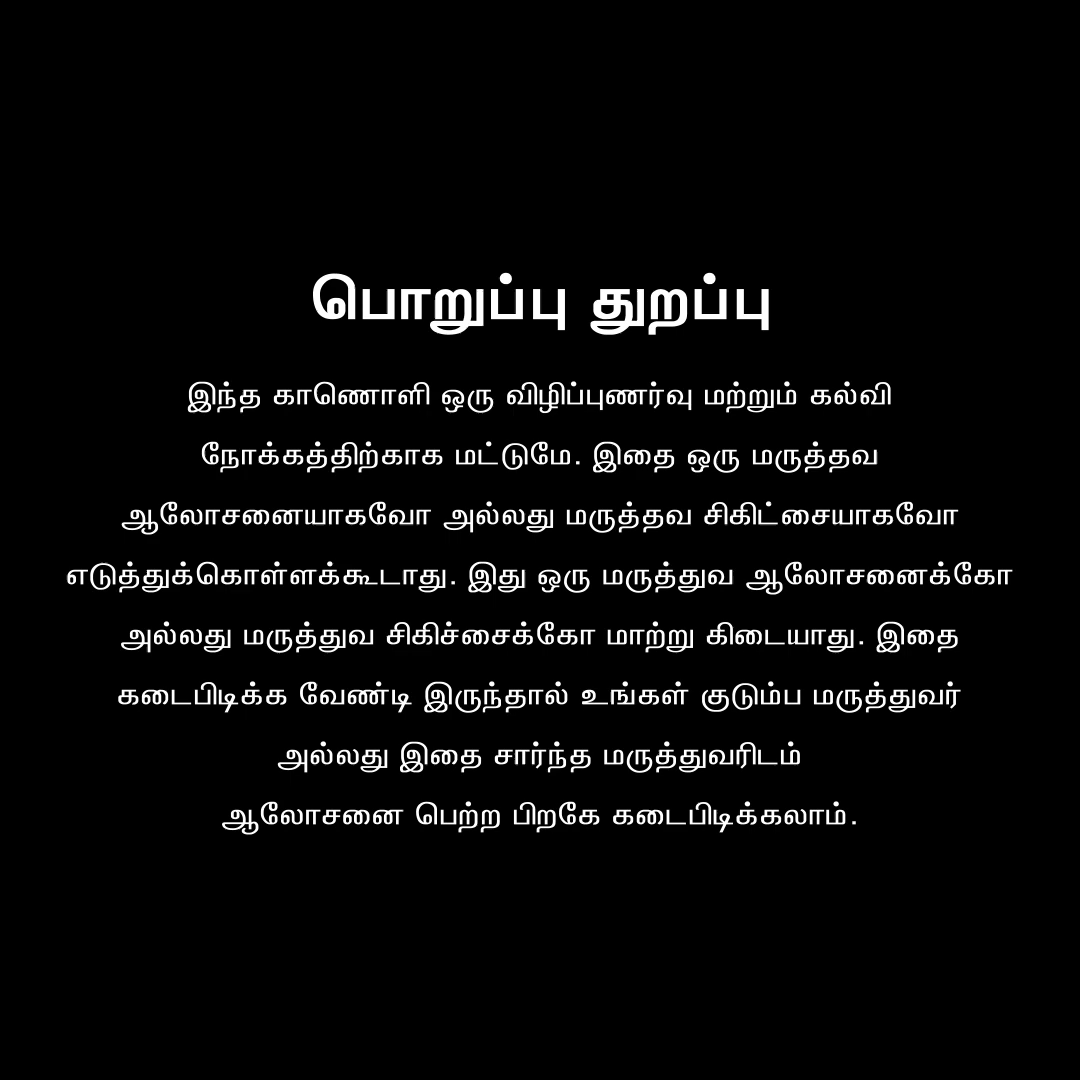 பொறுப்பு துறப்பு
இந்த காணொளி ஒரு விழிப்புணர்வு மற்றும் கல்வி
நோக்கத்திற்காக மட்டுமே. இதை ஒரு மருத்தவ
ஆலோசனையாகவோ அல்லது மருத்தவ சிகிட்சையாகவோ
எடுத்துக்கொள்ளக்கூடாது. இது ஒரு மருத்துவ ஆலோசனைக்கோ
அல்லது மருத்துவ சிகிச்சைக்கோ மாற்று கிடையாது. இதை
கடைபிடிக்க வேண்டி இருந்தால் உங்கள் குடும்ப மருத்துவர்
அல்லது இதை சார்ந்த மருத்துவரிடம்
ஆலோசனை பெற்ற பிறகே கடைபிடிக்கலாம்.